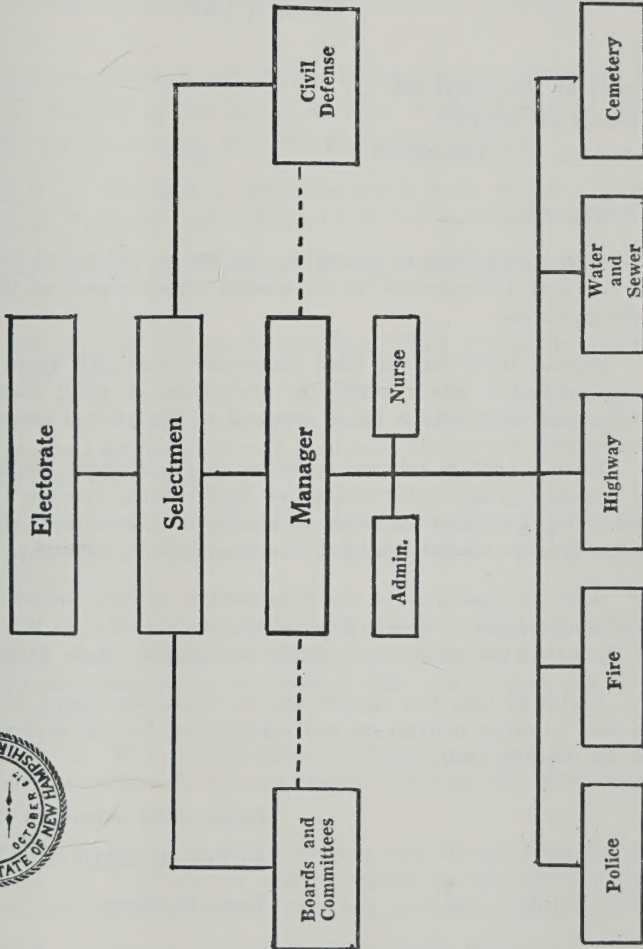 Electorate
Selectmen
Manager
Civil
Defense
Boards and
Committees
Admin.
Nurse
Police
Fire
Highway
Water
and
Sewer
Cemetery
STATE OF NEW HAMPSHIR
OCTOBER